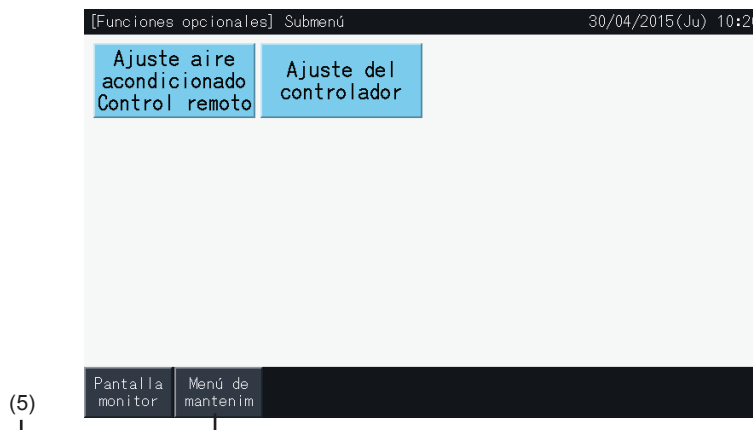 [Funciones opcionales] Submenú 30/04/2015(Ju) 10:20
Ajuste aire
acondicionado
Control remoto
Ajuste del
controlador
Pantalla
monitor
Menú de
mantenim
(5)